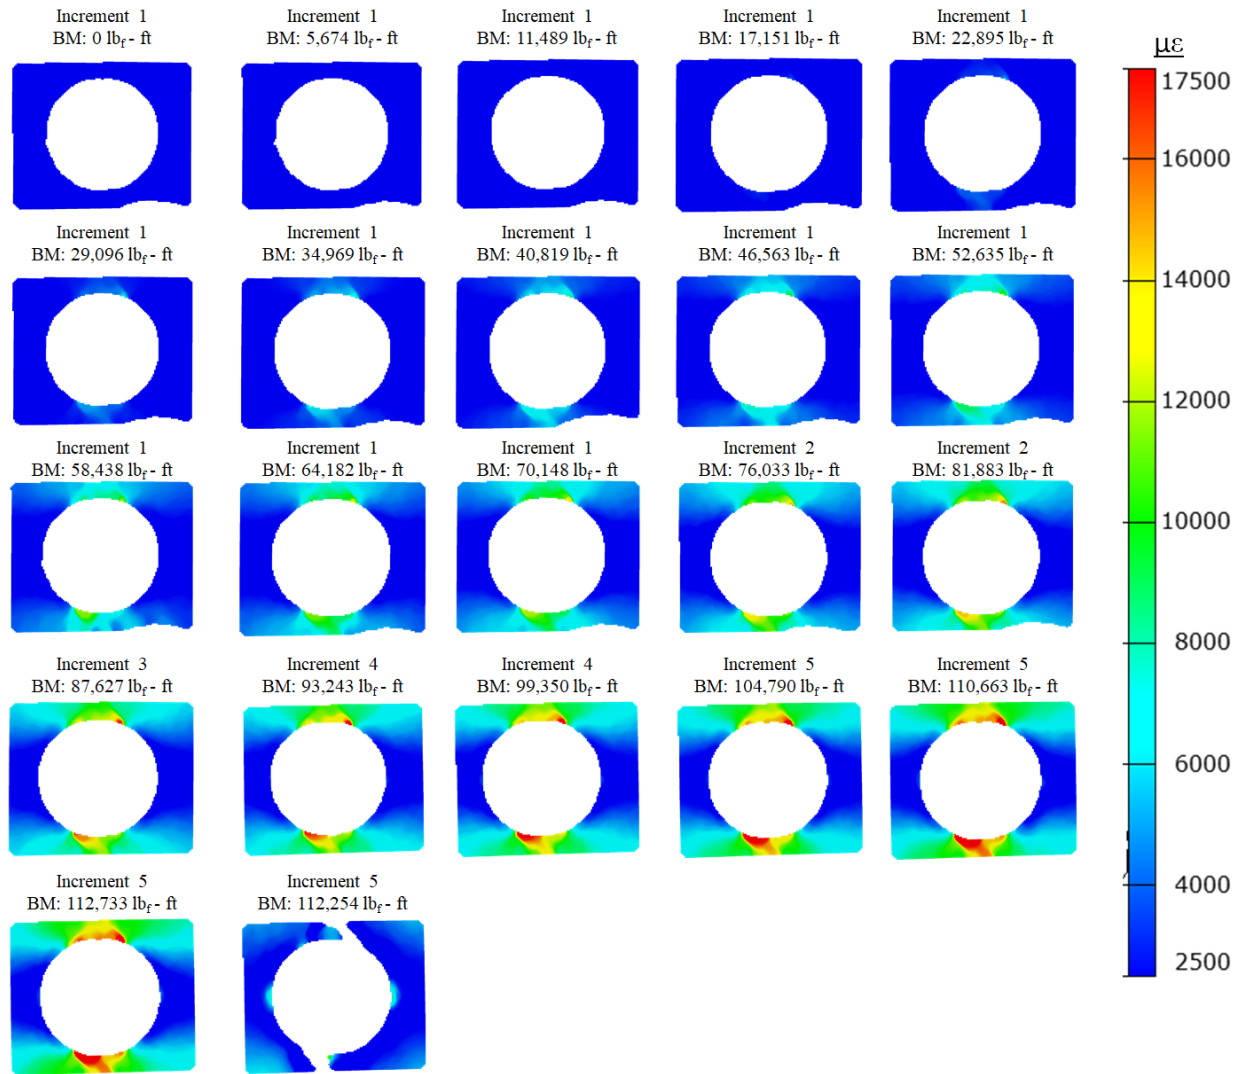 Increment 1
BM: 0 lbf - ft
Increment 1
BM: 5,674 lbf - ft
Increment 1
BM: 11,489 lbf - ft
Increment 1
BM: 17,151 lbf - ft
Increment 1
BM: 22,895 lbf - ft
Increment 1
BM: 29,096 lbf - ft
Increment 1
BM: 34,969 lbf - ft
Increment 1
BM: 40,819 lbf - ft
Increment 1
BM: 46,563 lbf - ft
Increment 1
BM: 52,635 lbf - ft
Increment 1
BM: 58,438 lbf - ft
Increment 1
BM: 64,182 lbf - ft
Increment 1
BM: 70,148 lbf - ft
Increment 2
BM: 76,033 lbf - ft
Increment 2
BM: 81,883 lbf - ft
Increment 3
BM: 87,627 lbf - ft
Increment 4
BM: 93,243 lbf - ft
Increment 4
BM: 99,350 lbf - ft
Increment 5
BM: 104,790 lbf - ft
Increment 5
BM: 110,663 lbf - ft
Increment 5
BM: 112,733 lbf - ft
Increment 5
BM: 112,254 lbf - ft
με
17500
16000
14000
12000
10000
8000
6000
4000
2500